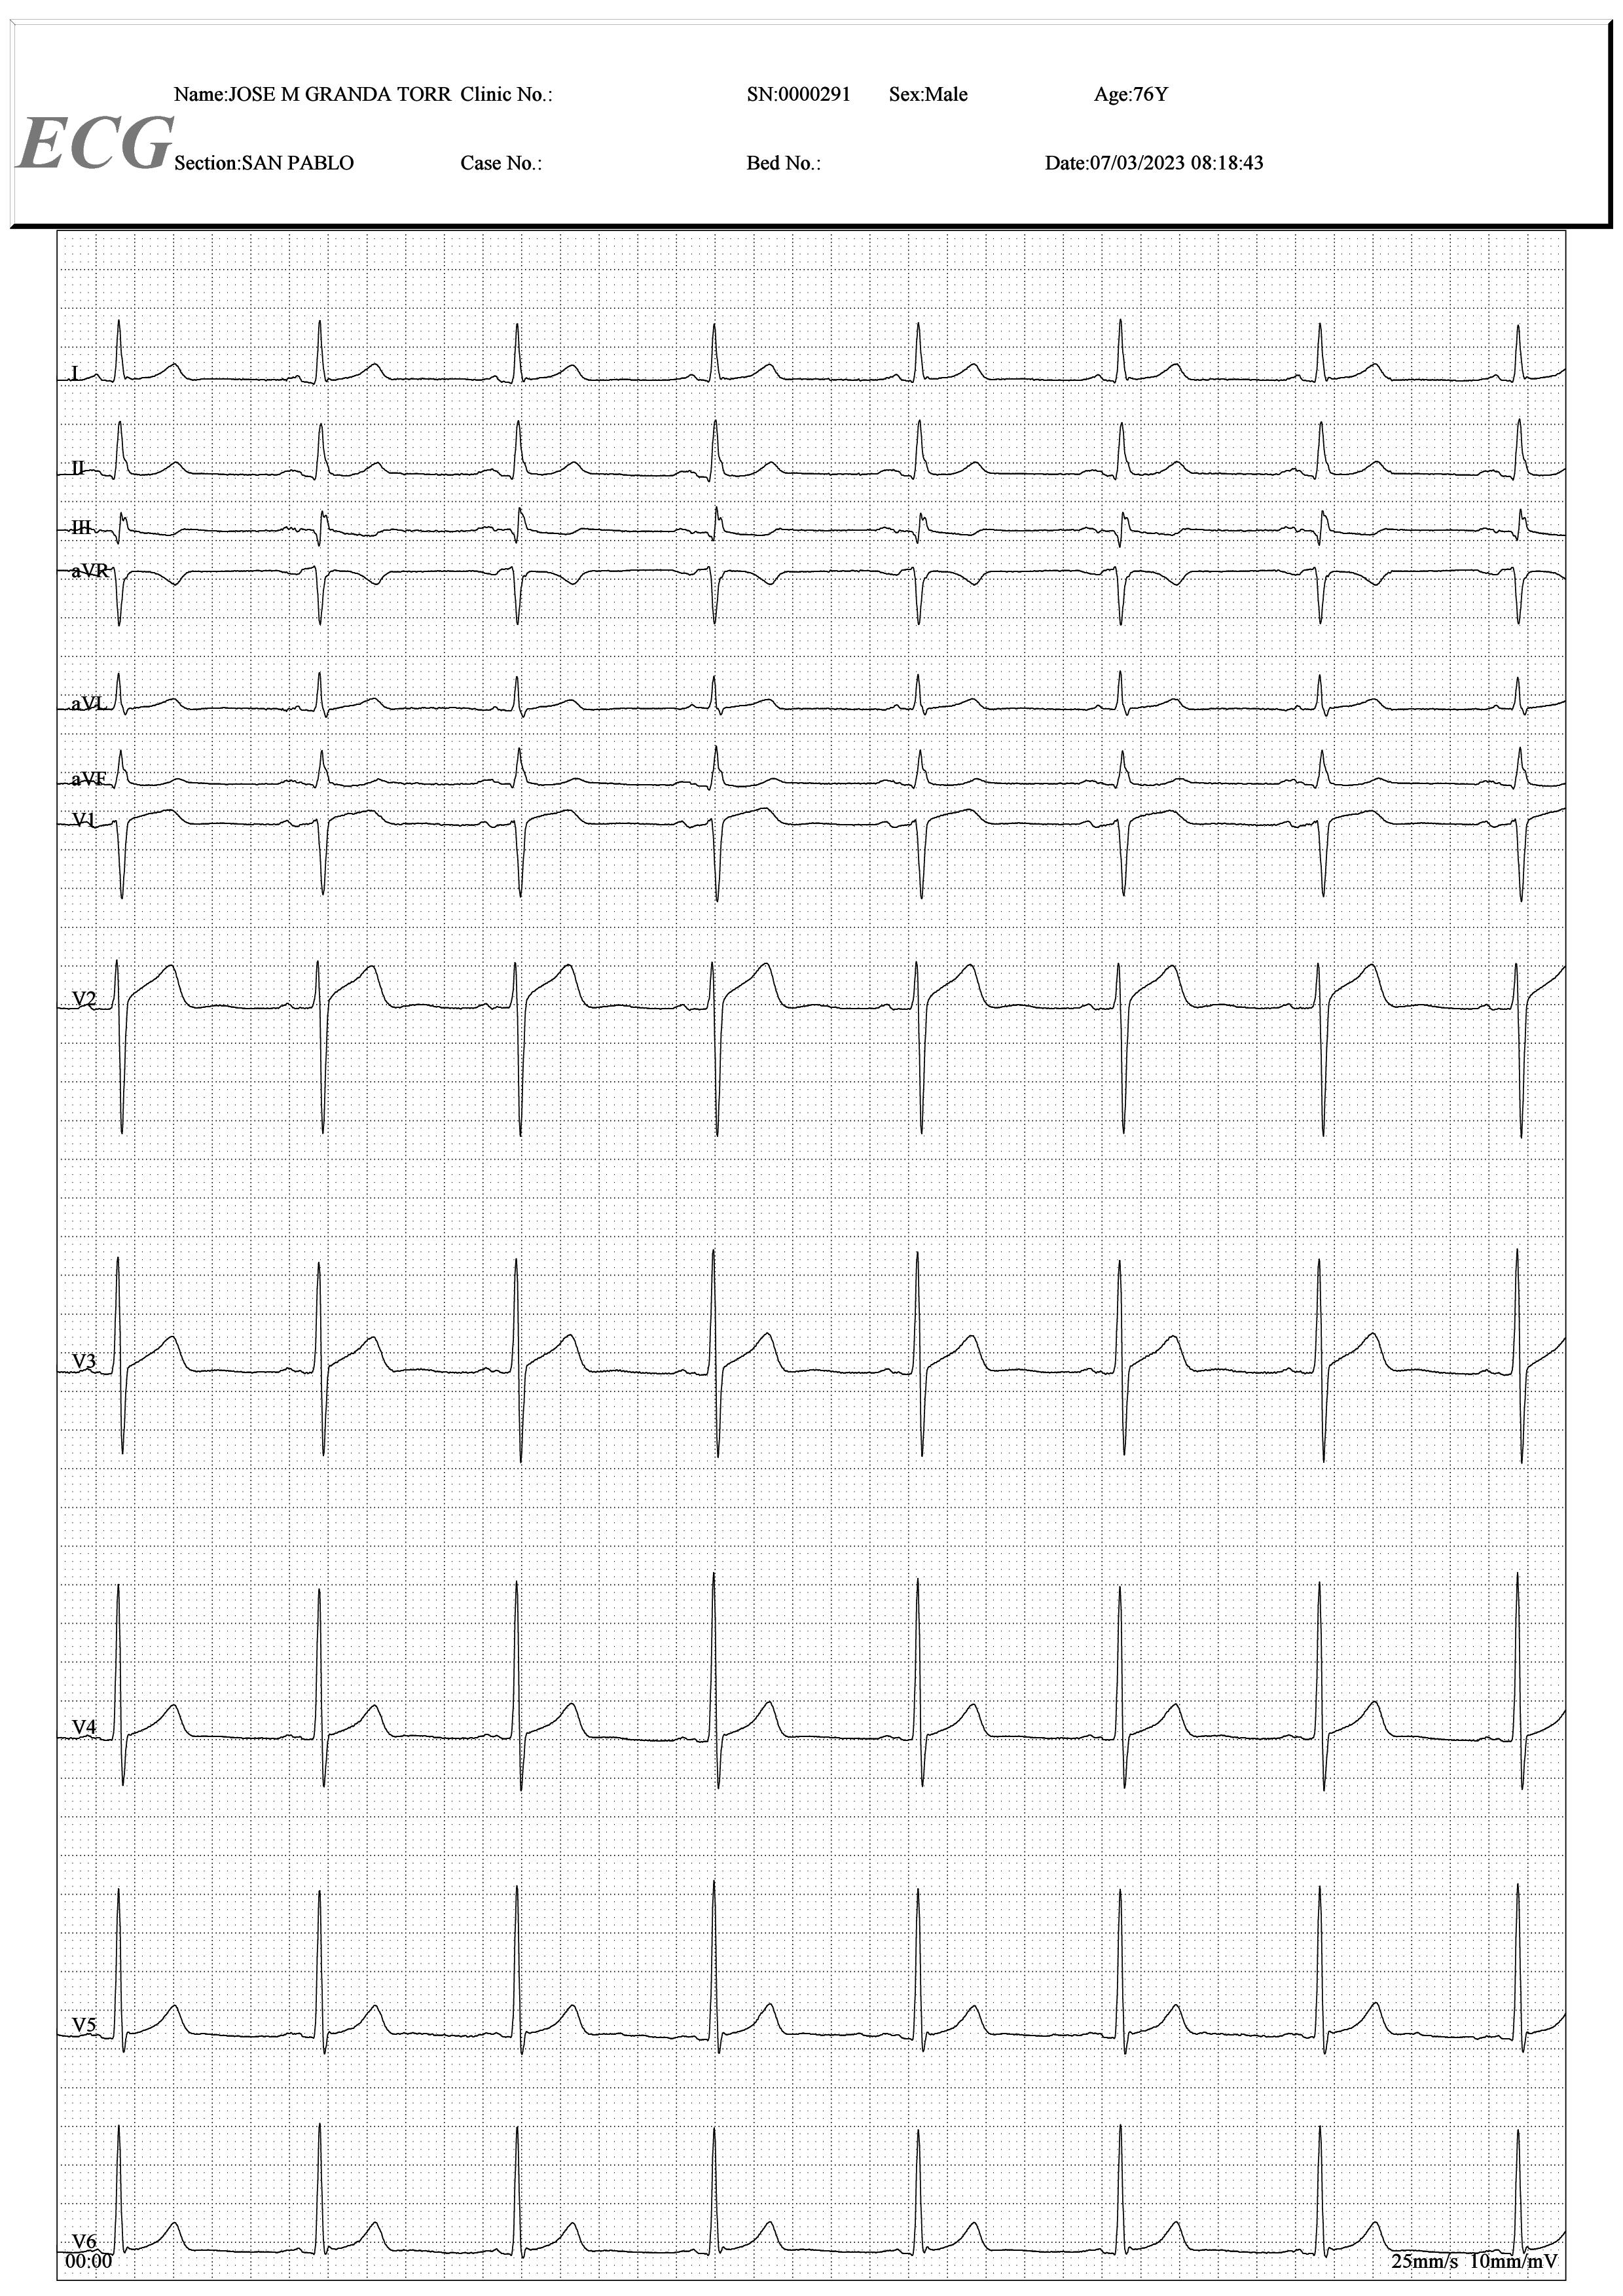 Name:JOSE M GRANDA TORR Clinic No.: SN:0000291 Sex:Male Age:76Y
ECG
Section:SAN PABLO Case No.: Bed No.: Date:07/03/2023 08:18:43
I
II
III
aVR
aVL
aVF
V1
V2
V3
V4
V5
V6
00:00 25mm/s 10mm/mV